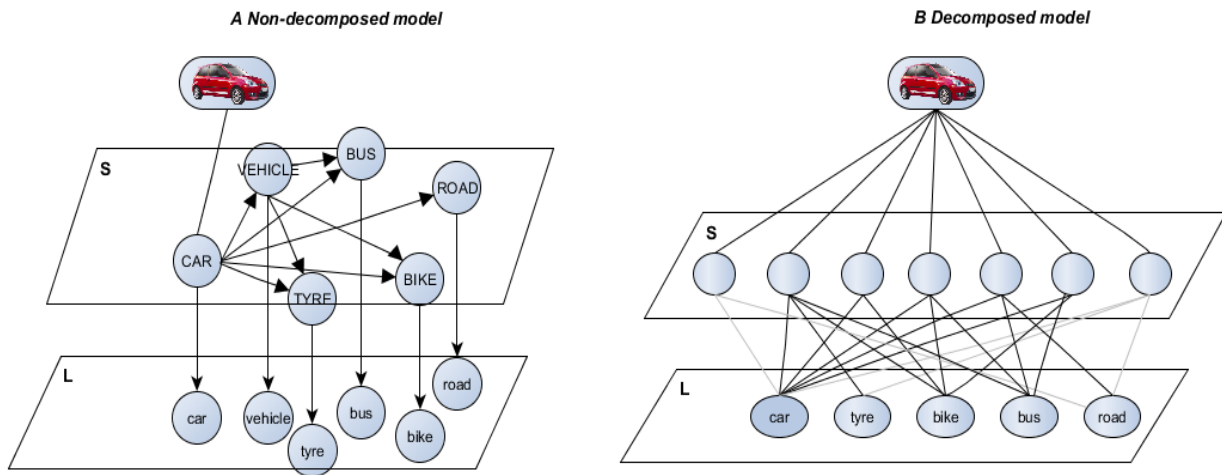 A Non-decomposed model
B Decomposed model
S
VEHICLE
BUS
ROAD
CAR
TYRE
BIKE
L
car
vehicle
tyre
bus
bike
road
S
L
car
tyre
bike
bus
road